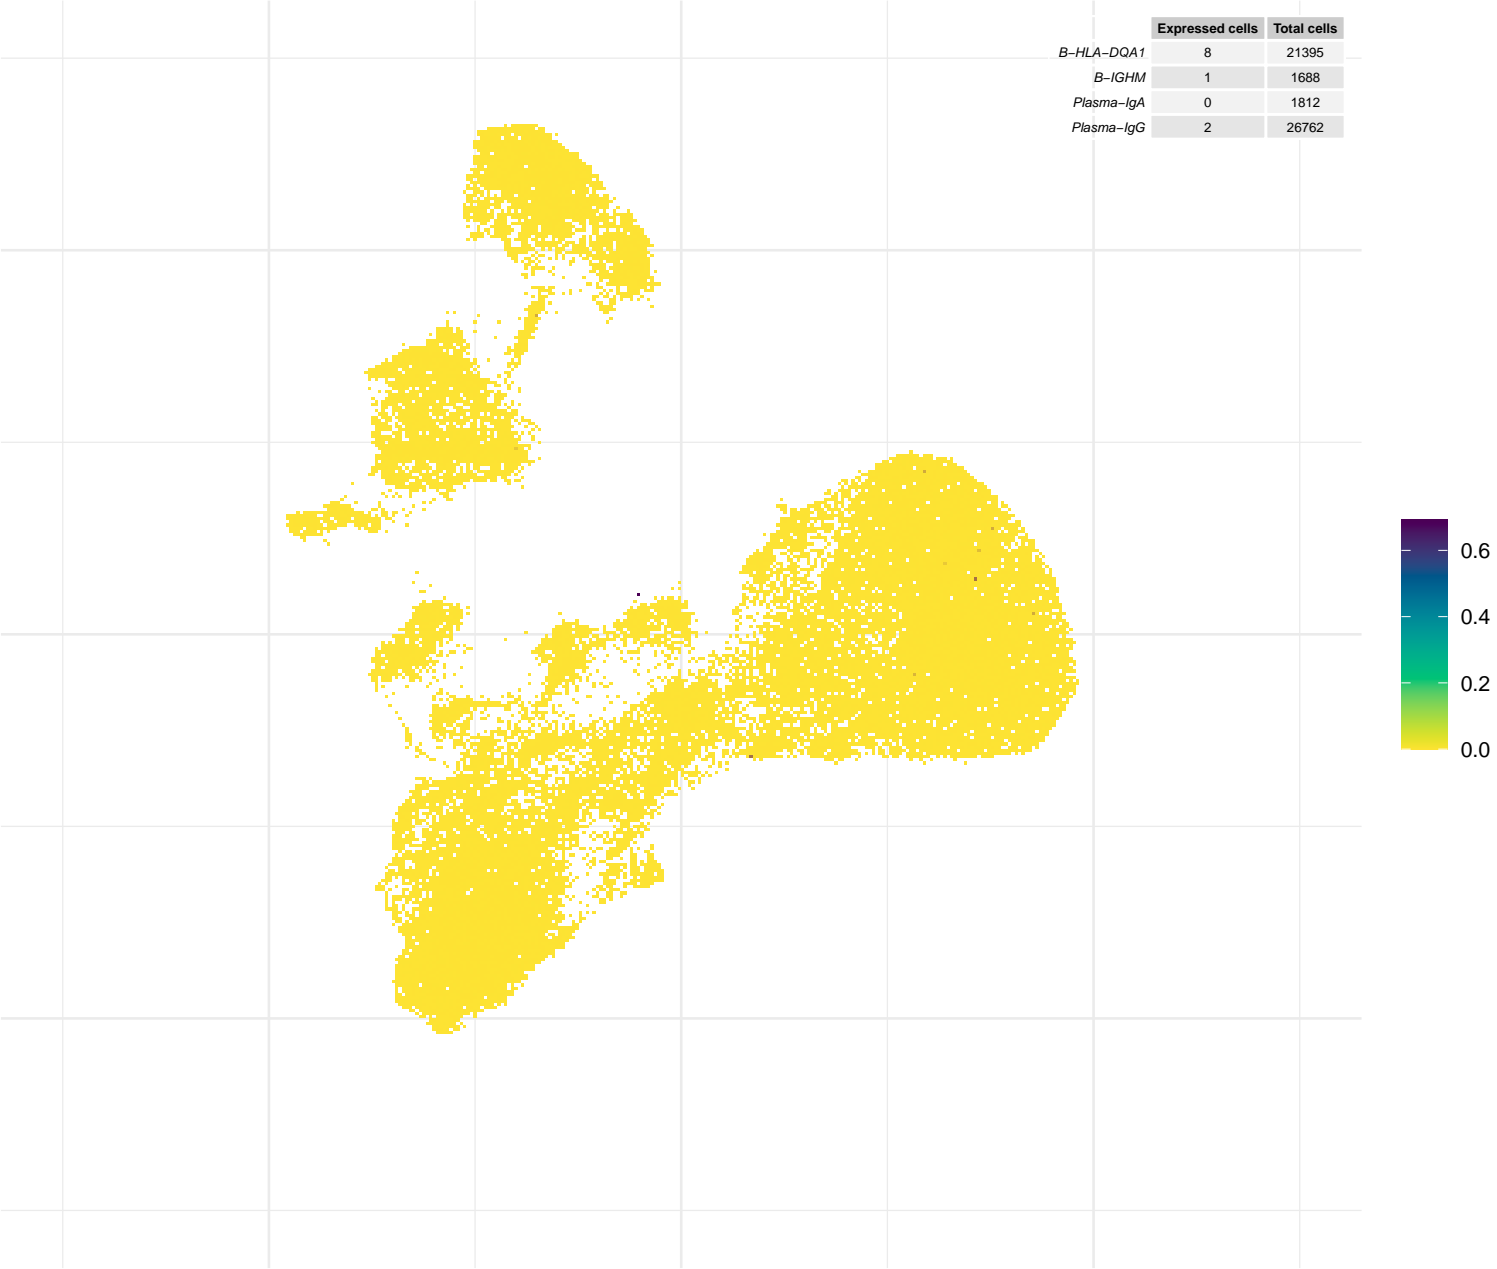 Expressed cells Total cells
B−HLA−DQA1 8 21395
B−IGHM 1 1688
Plasma−IgA 0 1812
Plasma−IgG 2 26762
0.6
0.4
0.2
0.0